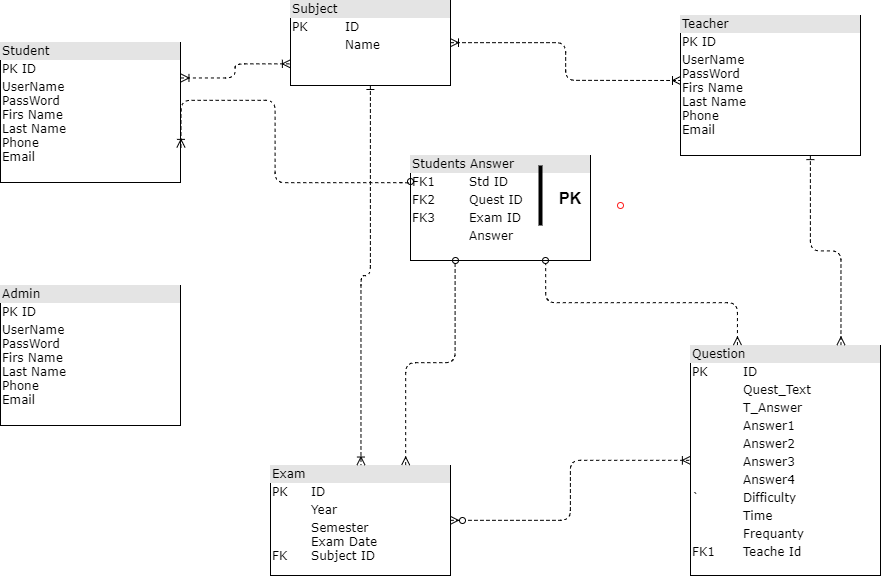 Subject
PK ID
Name
Student
PK ID
UserName
PassWord
Firs Name
Last Name
Phone
Email
Teacher
PK ID
UserName
PassWord
Firs Name
Last Name
Phone
Email
Students Answer
FK1 Std ID
FK2 Quest ID
FK3 Exam ID
Answer
PK
Admin
PK ID
UserName
PassWord
Firs Name
Last Name
Phone
Email
Question
PK ID
Quest_Text
T_Answer
Answer1
Answer2
Answer3
Answer4
` Difficulty
Time
Frequanty
FK1 Teache Id
Exam
PK ID
Year
Semester
Exam Date
FK Subject ID